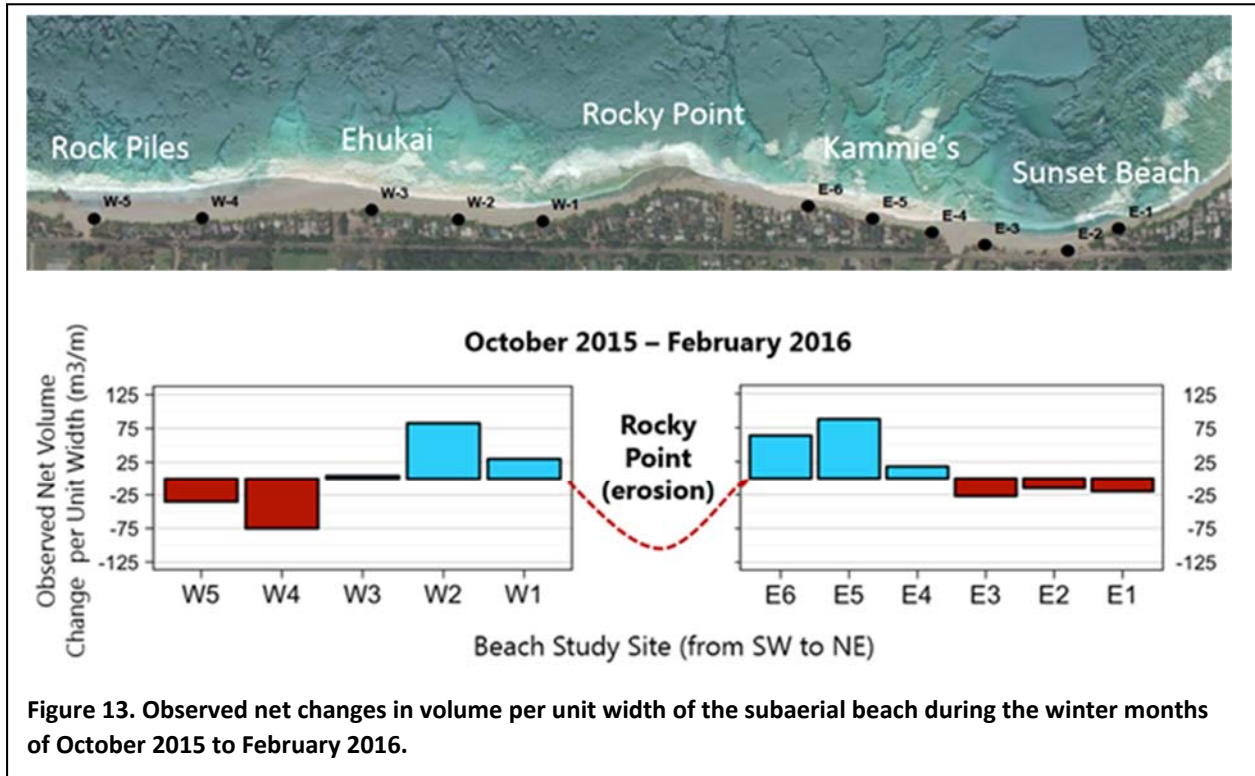 Rock Piles
Ehukai
Rocky Point
Kammie's
Sunset Beach
W-5
W-4
W-3
W-2
W-1
E-6
E-5
E-4
E-3
E-2
E-1
October 2015 – February 2016
Observed Net Volume
Change per Unit Width (m3/m)
125
75
25
-25
-75
-125
W5 W4 W3 W2 W1
Rocky
Point
(erosion)
125
75
25
-25
-75
-125
E6 E5 E4 E3 E2 E1
Beach Study Site (from SW to NE)
Figure 13. Observed net changes in volume per unit width of the subaerial beach during the winter months
of October 2015 to February 2016.